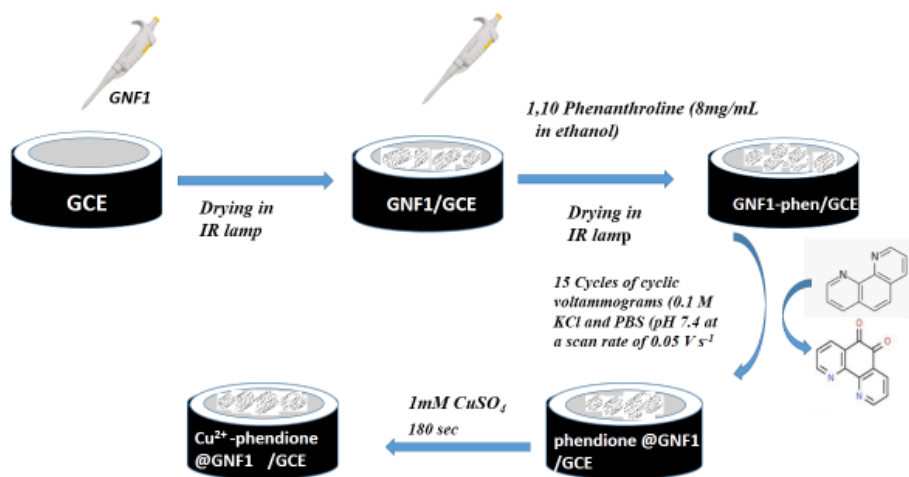 GNF1
GCE
Drying in
IR lamp
GNF1/GCE
1,10 Phenanthroline (8mg/mL
in ethanol)
Drying in
IR lamp
GNF1-phen/GCE
15 Cycles of cyclic
voltammograms (0.1 M
KCl and PBS (pH 7.4 at
a scan rate of 0.05 V s⁻¹
N
N
O
O
N
N
phendione @GNF1
/GCE
1mM CuSO₄
180 sec
Cu²⁺-phendione
@GNF1 /GCE